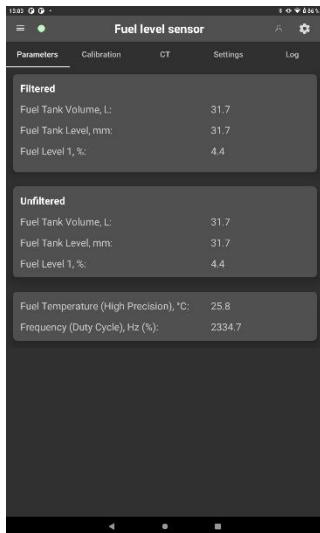 Fuel level sensor
Parameters Calibration CT Settings Log
Filtered
Fuel Tank Volume, L: 31.7
Fuel Tank Level, mm: 31.7
Fuel Level 1, %: 4.4
Unfiltered
Fuel Tank Volume, L: 31.7
Fuel Tank Level, mm: 31.7
Fuel Level 1, %: 4.4
Fuel Temperature (High Precision), °C: 25.8
Frequency (Duty Cycle), Hz (%): 2334.7